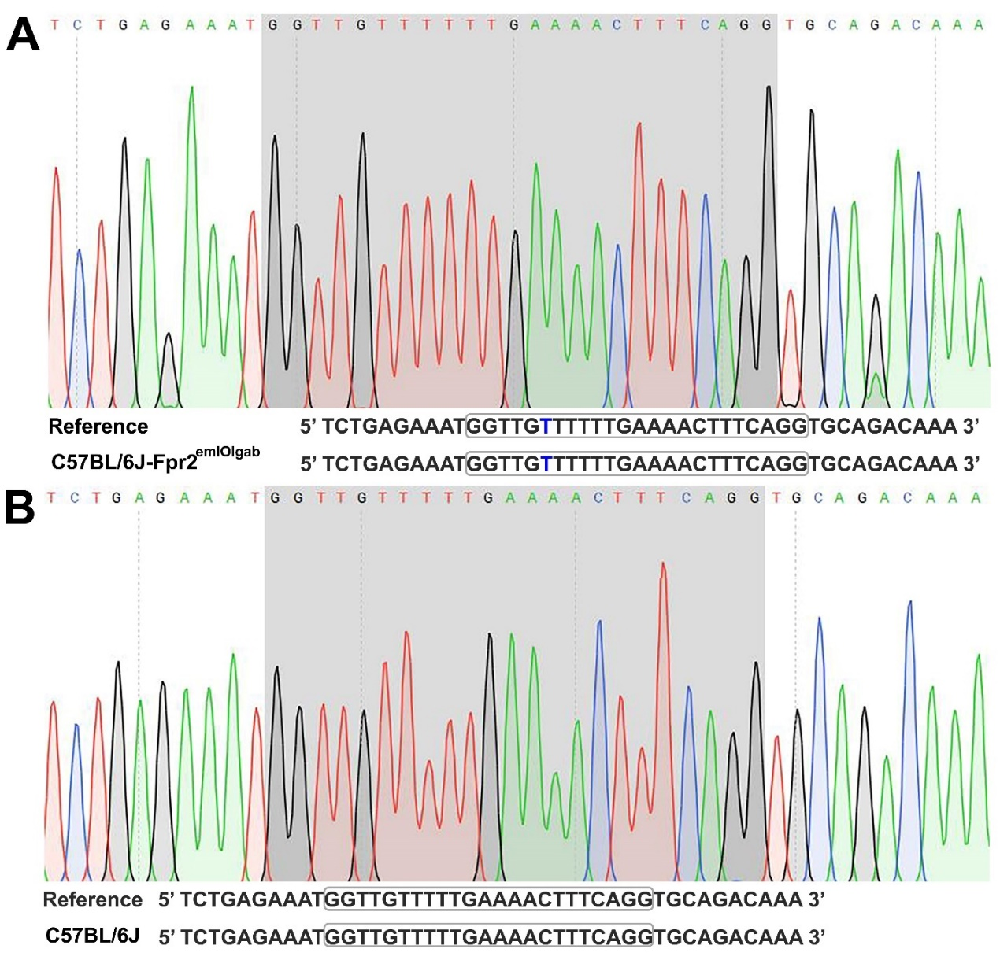 A
T C T G A G A A A T G G T T G T T T T T T G A A A A C T T T C A G G T G C A G A C A A A
Reference 5’ TCTGAGAAATGGTTGTTTTTTGAAAACTTTCAGGTGCAGACAAA 3’
C57BL/6J-Fpr2emlOlgab 5’ TCTGAGAAATGGTTGTTTTTTGAAAACTTTCAGGTGCAGACAAA 3’
B
T C T G A G A A A T G G T T G T T T T T G A A A A C T T T C A G G T G C A G A C A A A
Reference 5’ TCTGAGAAATGGTTGTTTTTGAAAACTTTCAGGTGCAGACAAA 3’
C57BL/6J 5’ TCTGAGAAATGGTTGTTTTTGAAAACTTTCAGGTGCAGACAAA 3’